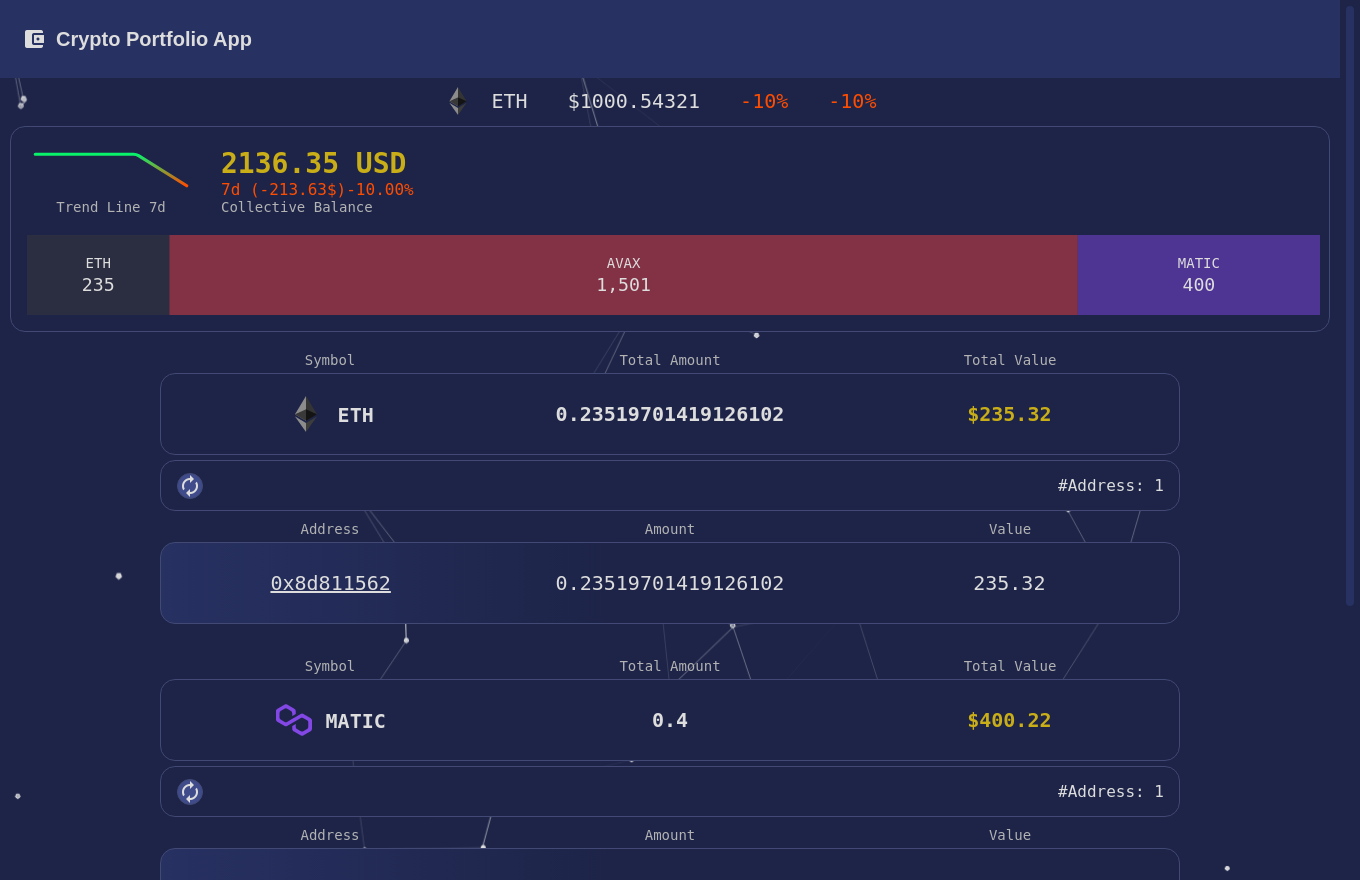 Crypto Portfolio App
ETH $1000.54321 -10% -10%
2136.35 USD
7d (-213.63$)-10.00%
Trend Line 7d
Collective Balance
ETH
235
AVAX
1,501
MATIC
400
Symbol Total Amount Total Value
ETH 0.23519701419126102 $235.32
#Address: 1
Address Amount Value
0x8d811562 0.23519701419126102 235.32
Symbol Total Amount Total Value
MATIC 0.4 $400.22
#Address: 1
Address Amount Value